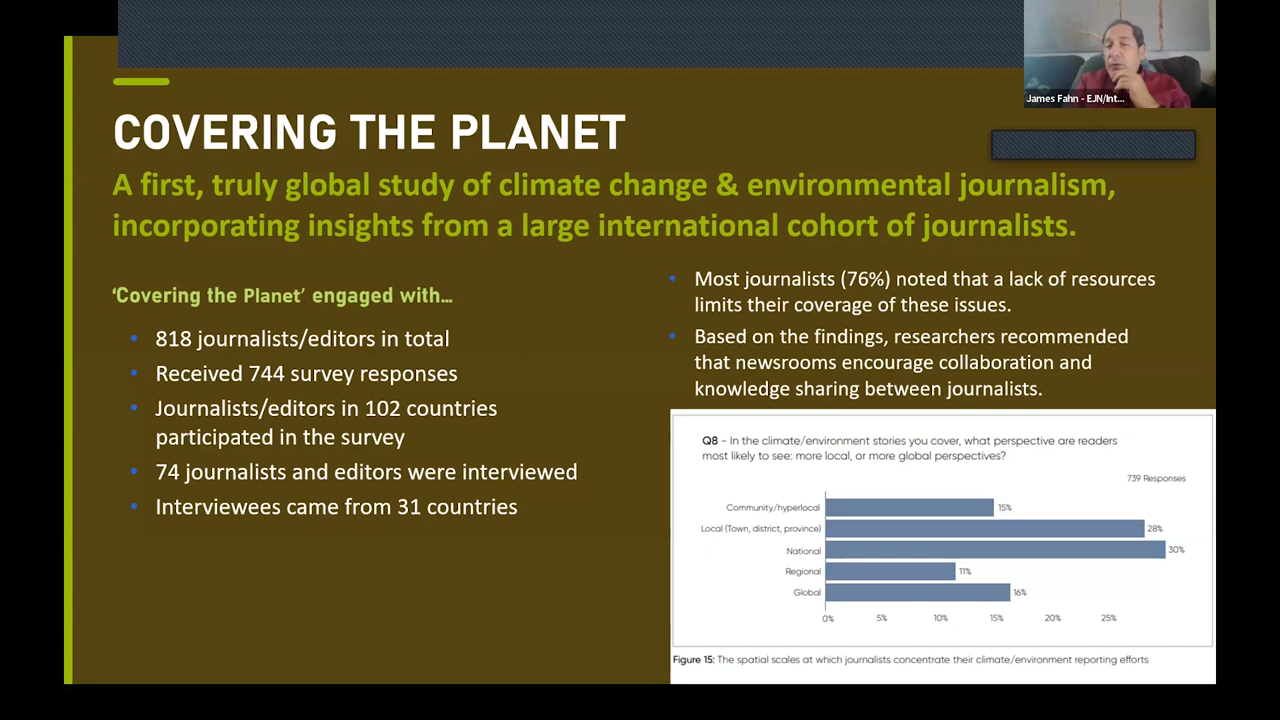 James Fahn - EJN/Int...
COVERING THE PLANET
A first, truly global study of climate change & environmental journalism,
incorporating insights from a large international cohort of journalists.
‘Covering the Planet’ engaged with...
• 818 journalists/editors in total
• Received 744 survey responses
• Journalists/editors in 102 countries
participated in the survey
• 74 journalists and editors were interviewed
• Interviewees came from 31 countries
• Most journalists (76%) noted that a lack of resources
limits their coverage of these issues.
• Based on the findings, researchers recommended
that newsrooms encourage collaboration and
knowledge sharing between journalists.
Q8 - In the climate/environment stories you cover, what perspective are readers
most likely to see: more local, or more global perspectives?
739 Responses
Community/hyperlocal 15%
Local (Town, district, province) 28%
National 30%
Regional 11%
Global 16%
0% 5% 10% 15% 20% 25%
Figure 15: The spatial scales at which journalists concentrate their climate/environment reporting efforts